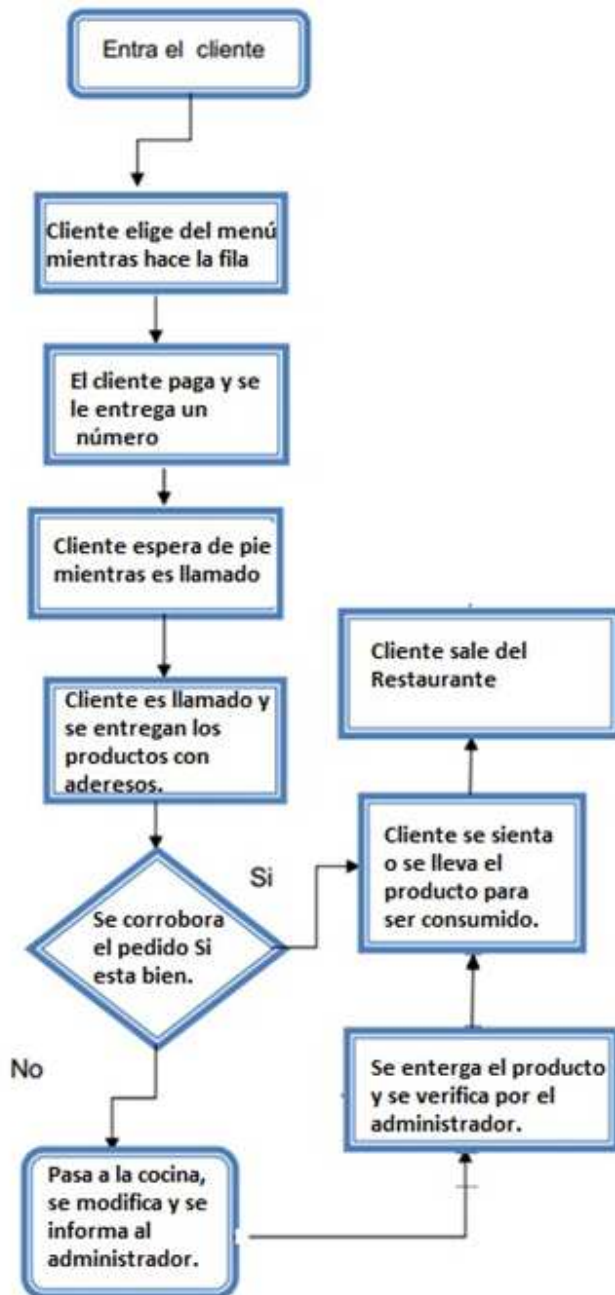 Entra el cliente
Cliente elige del menú
mientras hace la fila
El cliente paga y se
le entrega un
número
Cliente espera de pie
mientras es llamado
Cliente es llamado y
se entregan los
productos con
aderesos.
Se corrobora
el pedido Si
esta bien.
Si
No
Pasa a la cocina,
se modifica y se
informa al
administrador.
Se enterga el producto
y se verifica por el
administrador.
Cliente se sienta
o se lleva el
producto para
ser consumido.
Cliente sale del
Restaurante